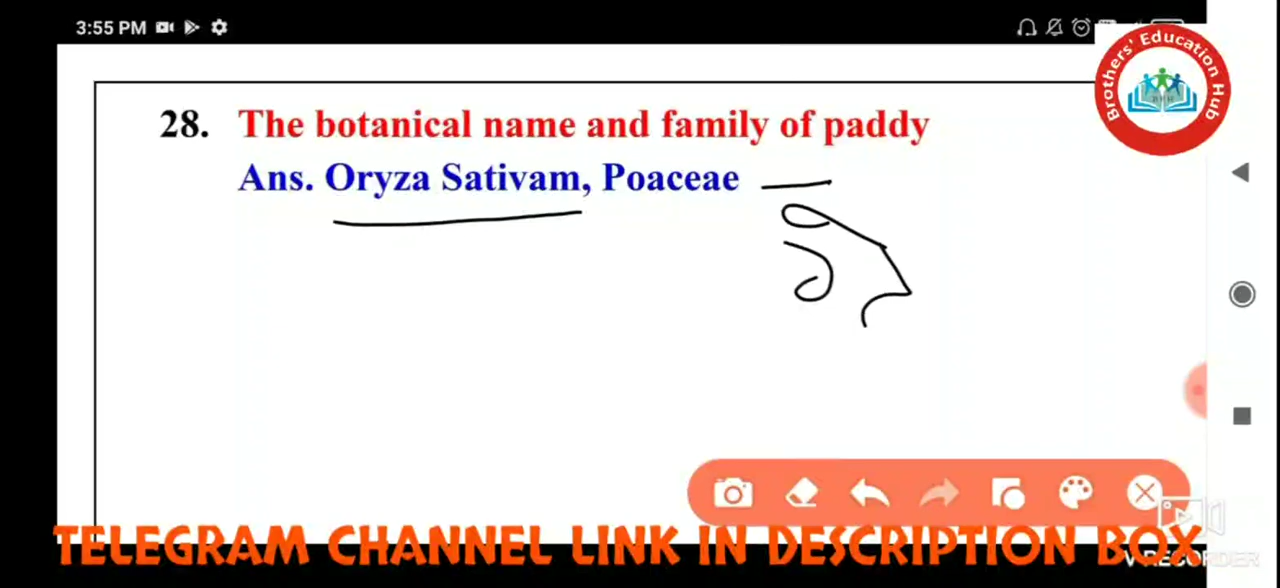 3:55 PM
Brothers' Education Hub
28. The botanical name and family of paddy
Ans. Oryza Sativam, Poaceae
TELEGRAM CHANNEL LINK IN DESCRIPTION BOX
V RECORDER